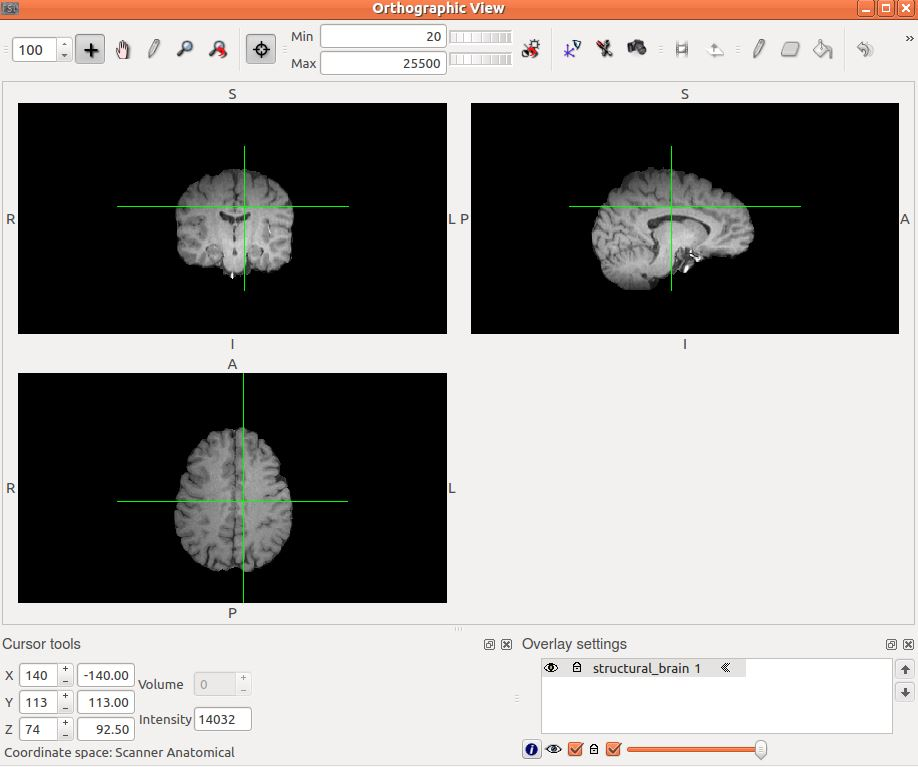 FSL
Orthographic View
100
Min 20
Max 25500
»
S
S
R
L
P
A
I
I
A
R
L
P
Cursor tools
Overlay settings
X 140 -140.00
Y 113 113.00
Z 74 92.50
Volume 0
Intensity 14032
Coordinate space: Scanner Anatomical
structural_brain 1